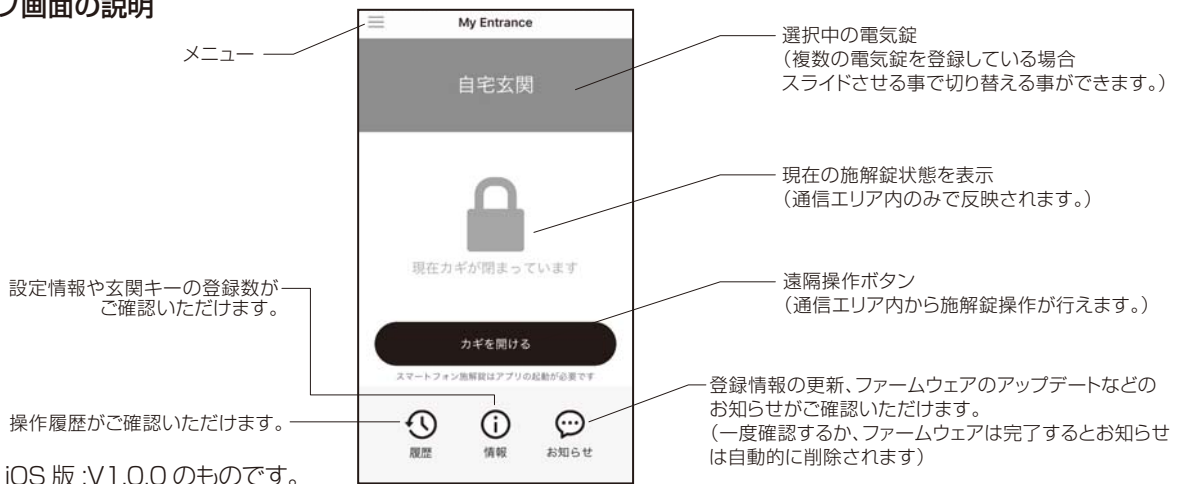 プ画面の説明
メニュー
My Entrance
自宅玄関
選択中の電気錠
（複数の電気錠を登録している場合
スライドさせる事で切り替える事ができます。）
現在の施解錠状態を表示
（通信エリア内のみで反映されます。）
現在カギが閉まっています
設定情報や玄関キーの登録数が
ご確認いただけます。
遠隔操作ボタン
（通信エリア内から施解錠操作が行えます。）
カギを開ける
スマートフォン施解錠はアプリの起動が必要です
操作履歴がご確認いただけます。
履歴
情報
お知らせ
登録情報の更新、ファームウェアのアップデートなどの
お知らせがご確認いただけます。
（一度確認するか、ファームウェアは完了するとお知らせ
は自動的に削除されます）
iOS 版 :V1.0.0 のものです。